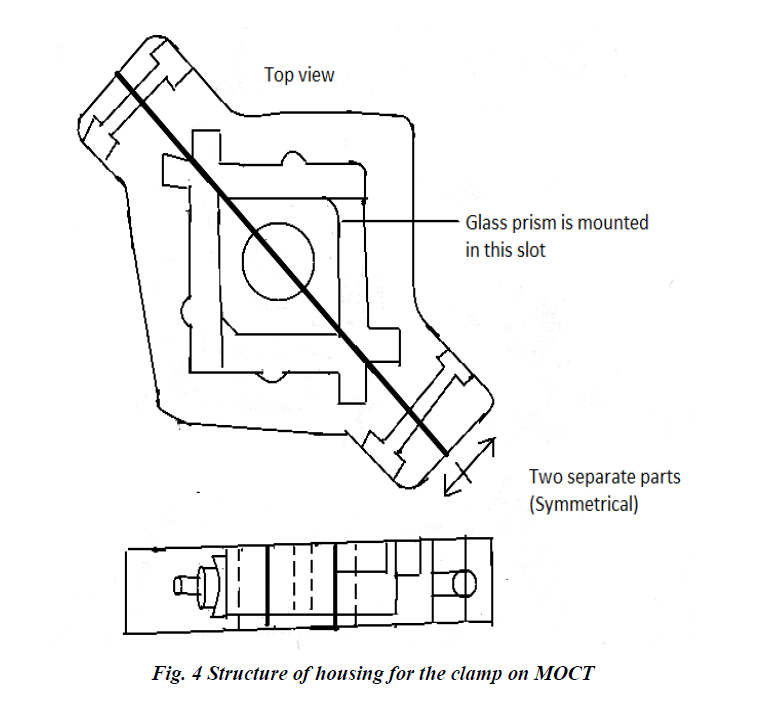 Top view
Glass prism is mounted
in this slot
Two separate parts
(Symmetrical)
Fig. 4 Structure of housing for the clamp on MOCT